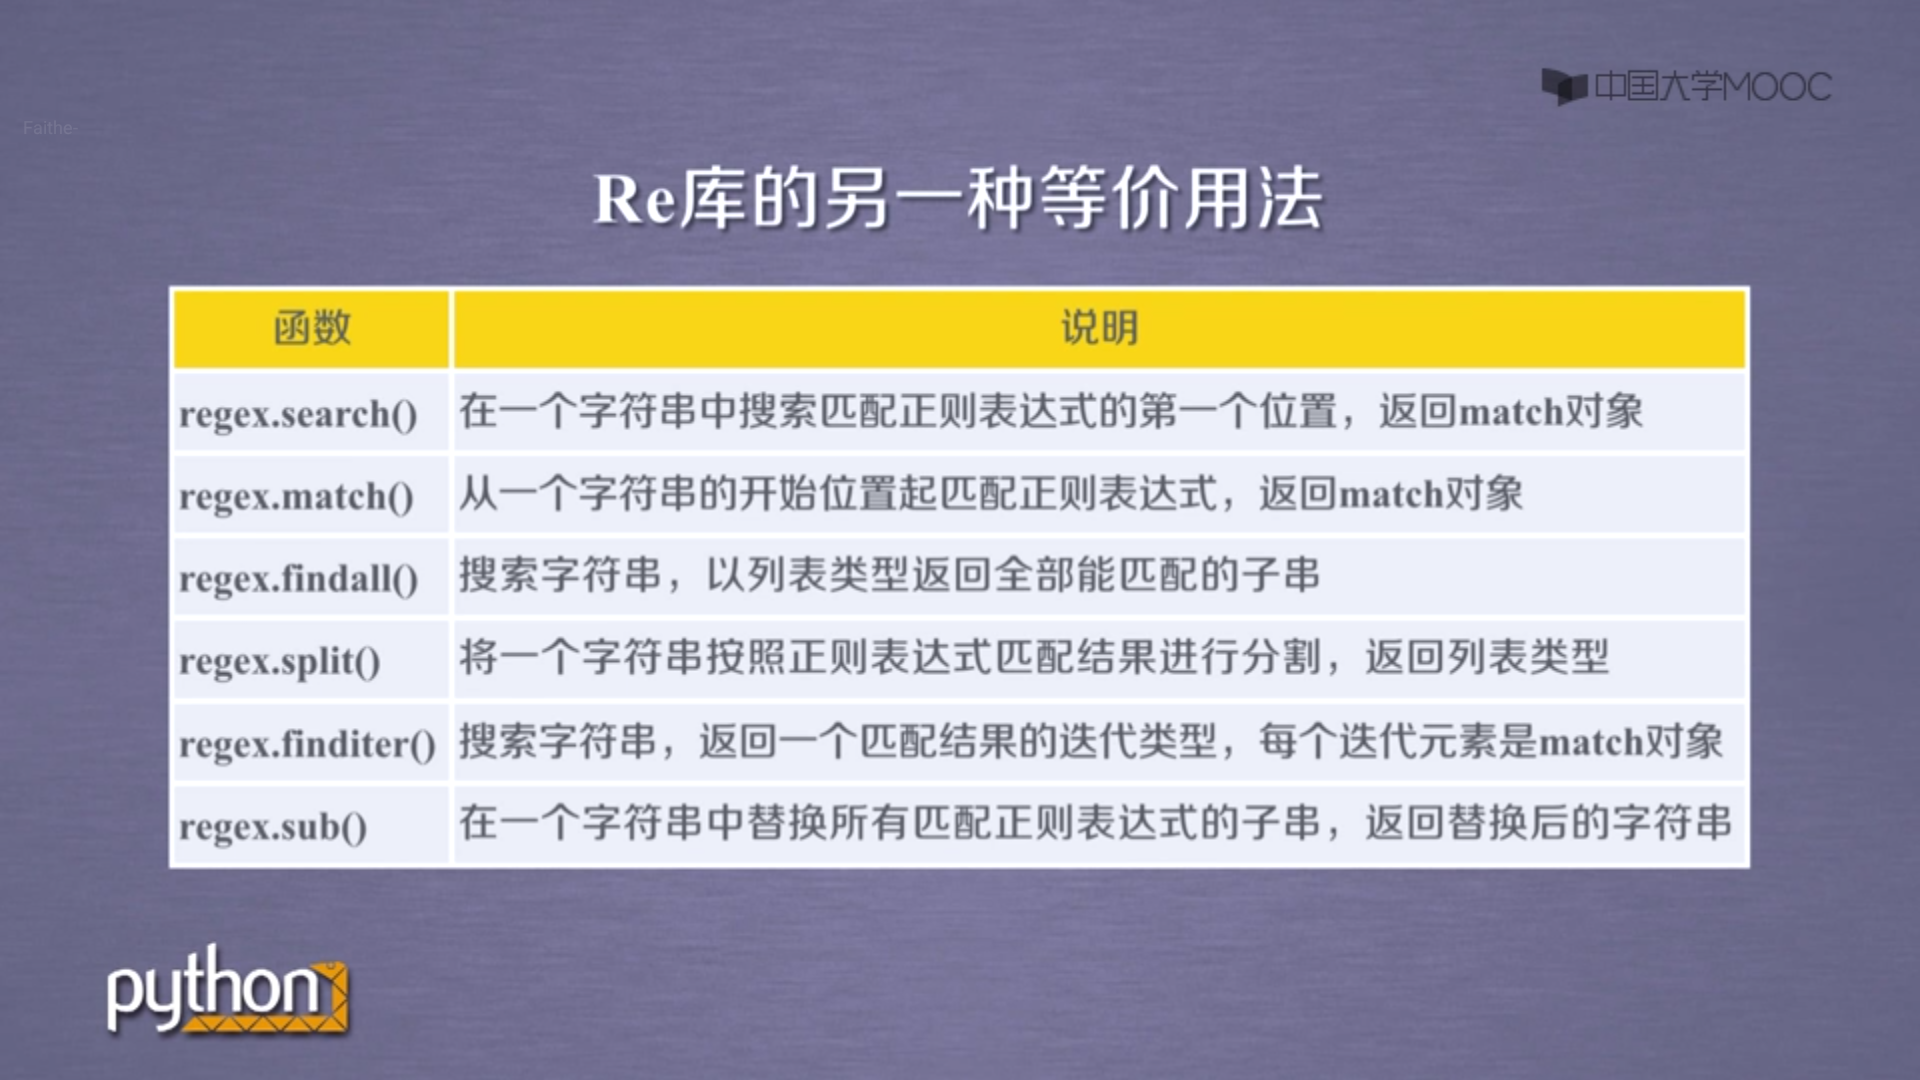 中国大学MOOC
Faithe-
Re库的另一种等价用法
函数 说明
regex.search() 在一个字符串中搜索匹配正则表达式的第一个位置，返回match对象
regex.match() 从一个字符串的开始位置起匹配正则表达式，返回match对象
regex.findall() 搜索字符串，以列表类型返回全部能匹配的子串
regex.split() 将一个字符串按照正则表达式匹配结果进行分割，返回列表类型
regex.finditer() 搜索字符串，返回一个匹配结果的迭代类型，每个迭代元素是match对象
regex.sub() 在一个字符串中替换所有匹配正则表达式的子串，返回替换后的字符串
python